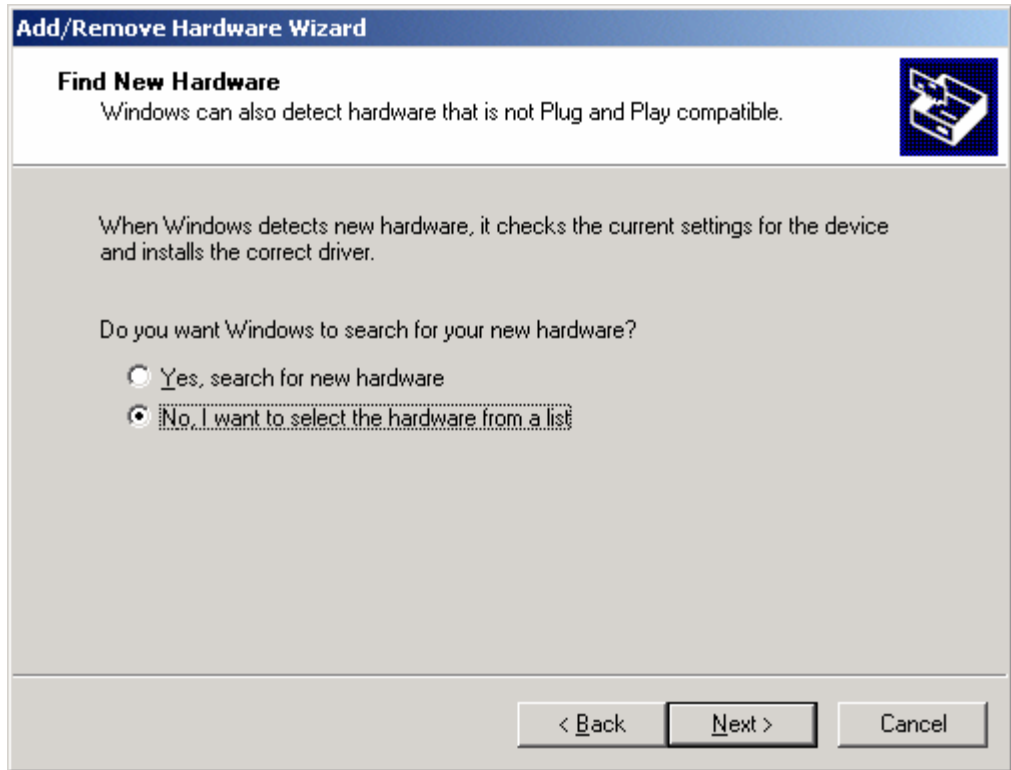 Add/Remove Hardware Wizard
Find New Hardware
Windows can also detect hardware that is not Plug and Play compatible.
When Windows detects new hardware, it checks the current settings for the device
and installs the correct driver.
Do you want Windows to search for your new hardware?
Yes, search for new hardware
No, I want to select the hardware from a list
< Back Next > Cancel